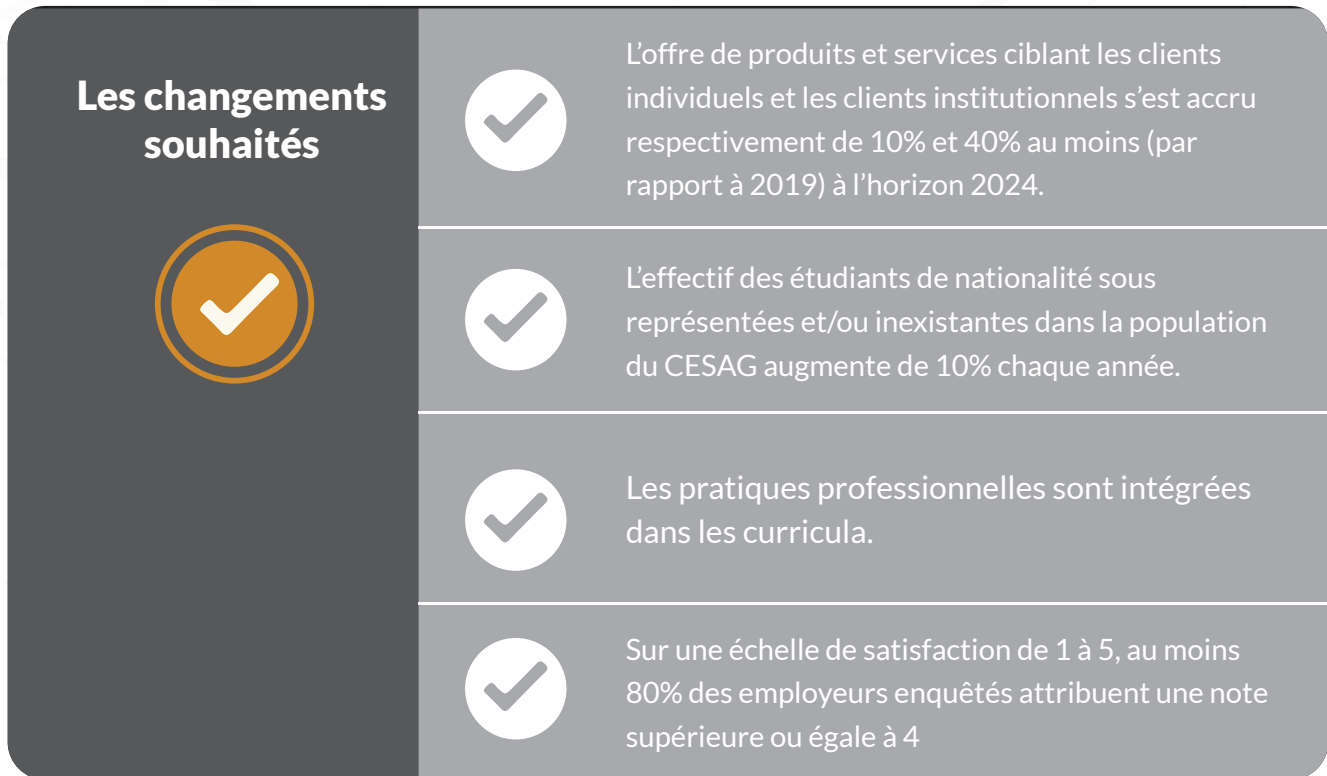 Les changements
souhaités
L’offre de produits et services ciblant les clients
individuels et les clients institutionnels s’est accru
respectivement de 10% et 40% au moins (par
rapport à 2019) à l’horizon 2024.
L’effectif des étudiants de nationalité sous
représentées et/ou inexistantes dans la population
du CESAG augmente de 10% chaque année.
Les pratiques professionnelles sont intégrées
dans les curricula.
Sur une échelle de satisfaction de 1 à 5, au moins
80% des employeurs enquêtés attribuent une note
supérieure ou égale à 4